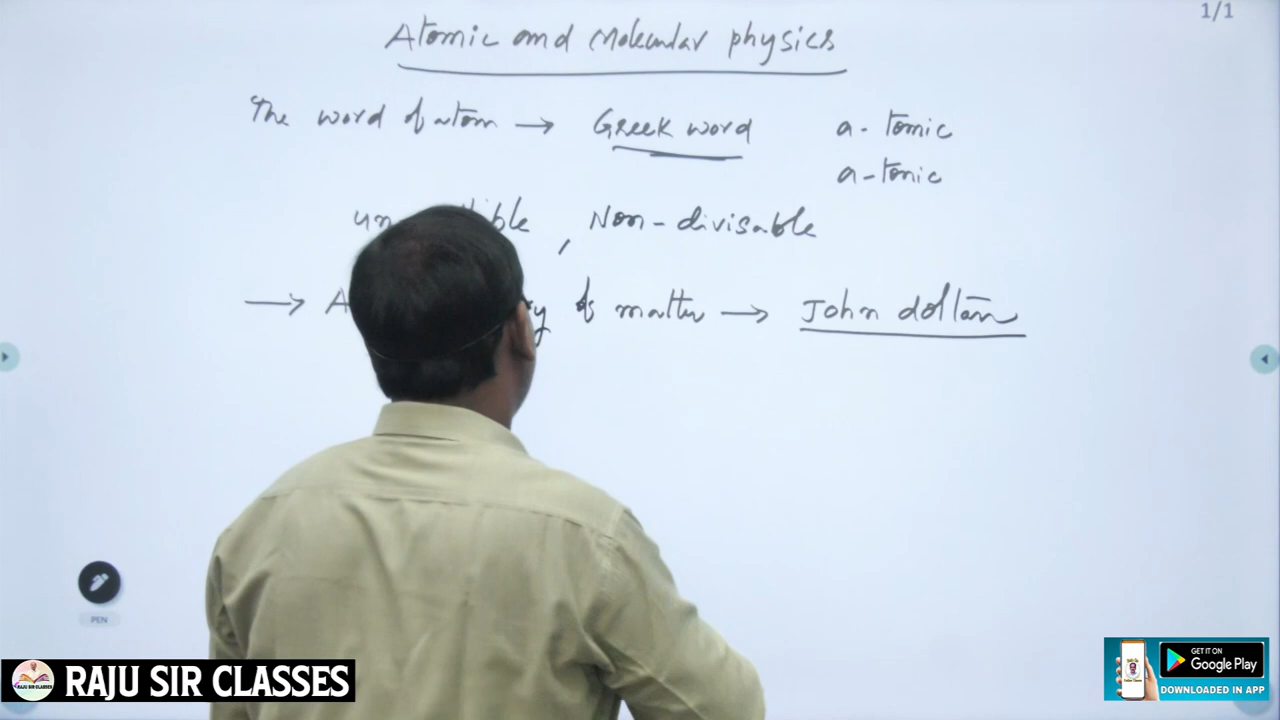 1/1
Atomic and Molecular physics
The word of atom → Greek word a-tomic
a-tonic
, Non-divisable
→ of matter → John doltan
PEN
RAJU SIR CLASSES
GET IT ON
Google Play
DOWNLOADED IN APP